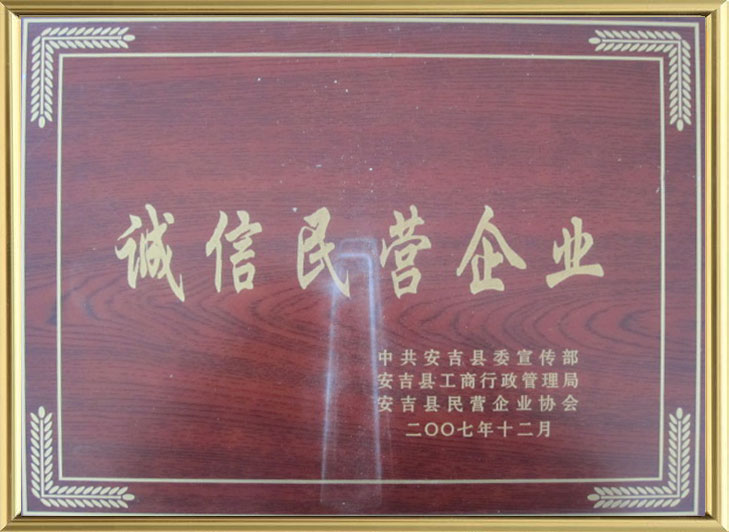 诚信民营企业
中共安吉县委宣传部
安吉县工商行政管理局
安吉县民营企业协会
二〇〇七年十二月